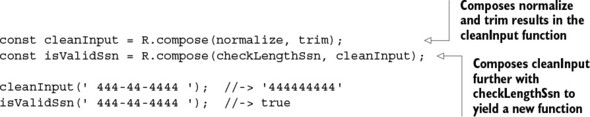 Composes normalize
and trim results in the
cleanInput function
const cleanInput = R.compose(normalize, trim);
const isValidSsn = R.compose(checkLengthSsn, cleanInput);
Composes cleanInput
further with
checkLengthSsn to
yield a new function
cleanInput(' 444-44-4444 '); //-> '444444444'
isValidSsn(' 444-44-4444 '); //-> true